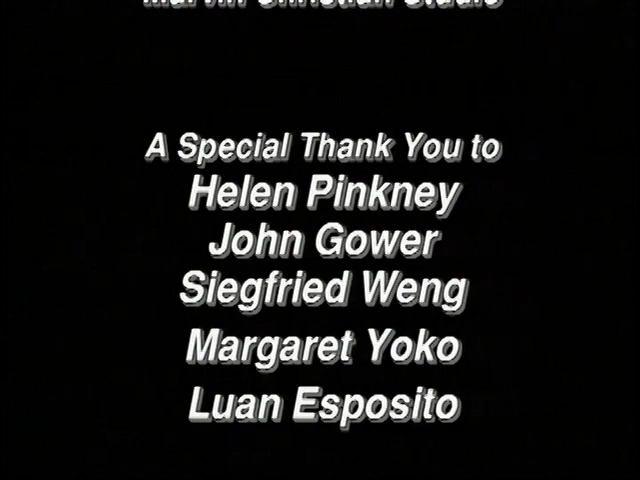 A Special Thank You to
Helen Pinkney
John Gower
Siegfried Weng
Margaret Yoko
Luan Esposito